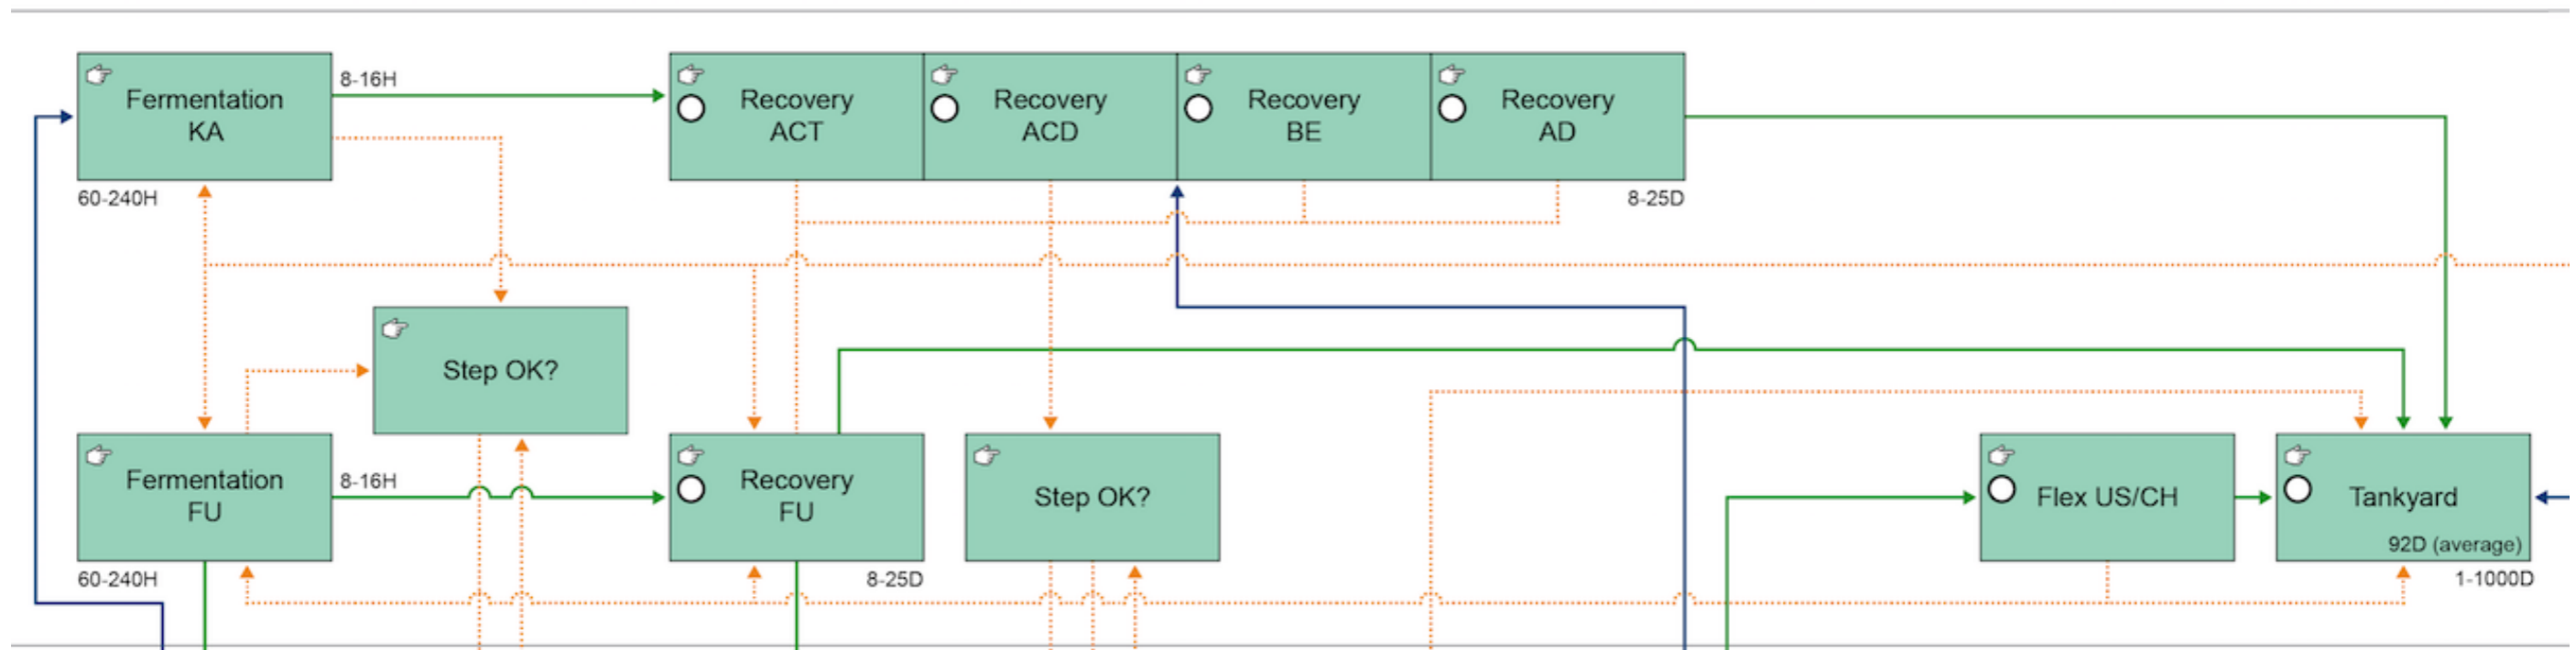 Fermentation
KA
60-240H
8-16H
Recovery
ACT
Recovery
ACD
Recovery
BE
Recovery
AD
8-25D
Step OK?
Fermentation
FU
60-240H
8-16H
Recovery
FU
8-25D
Step OK?
Flex US/CH
Tankyard
92D (average)
1-1000D